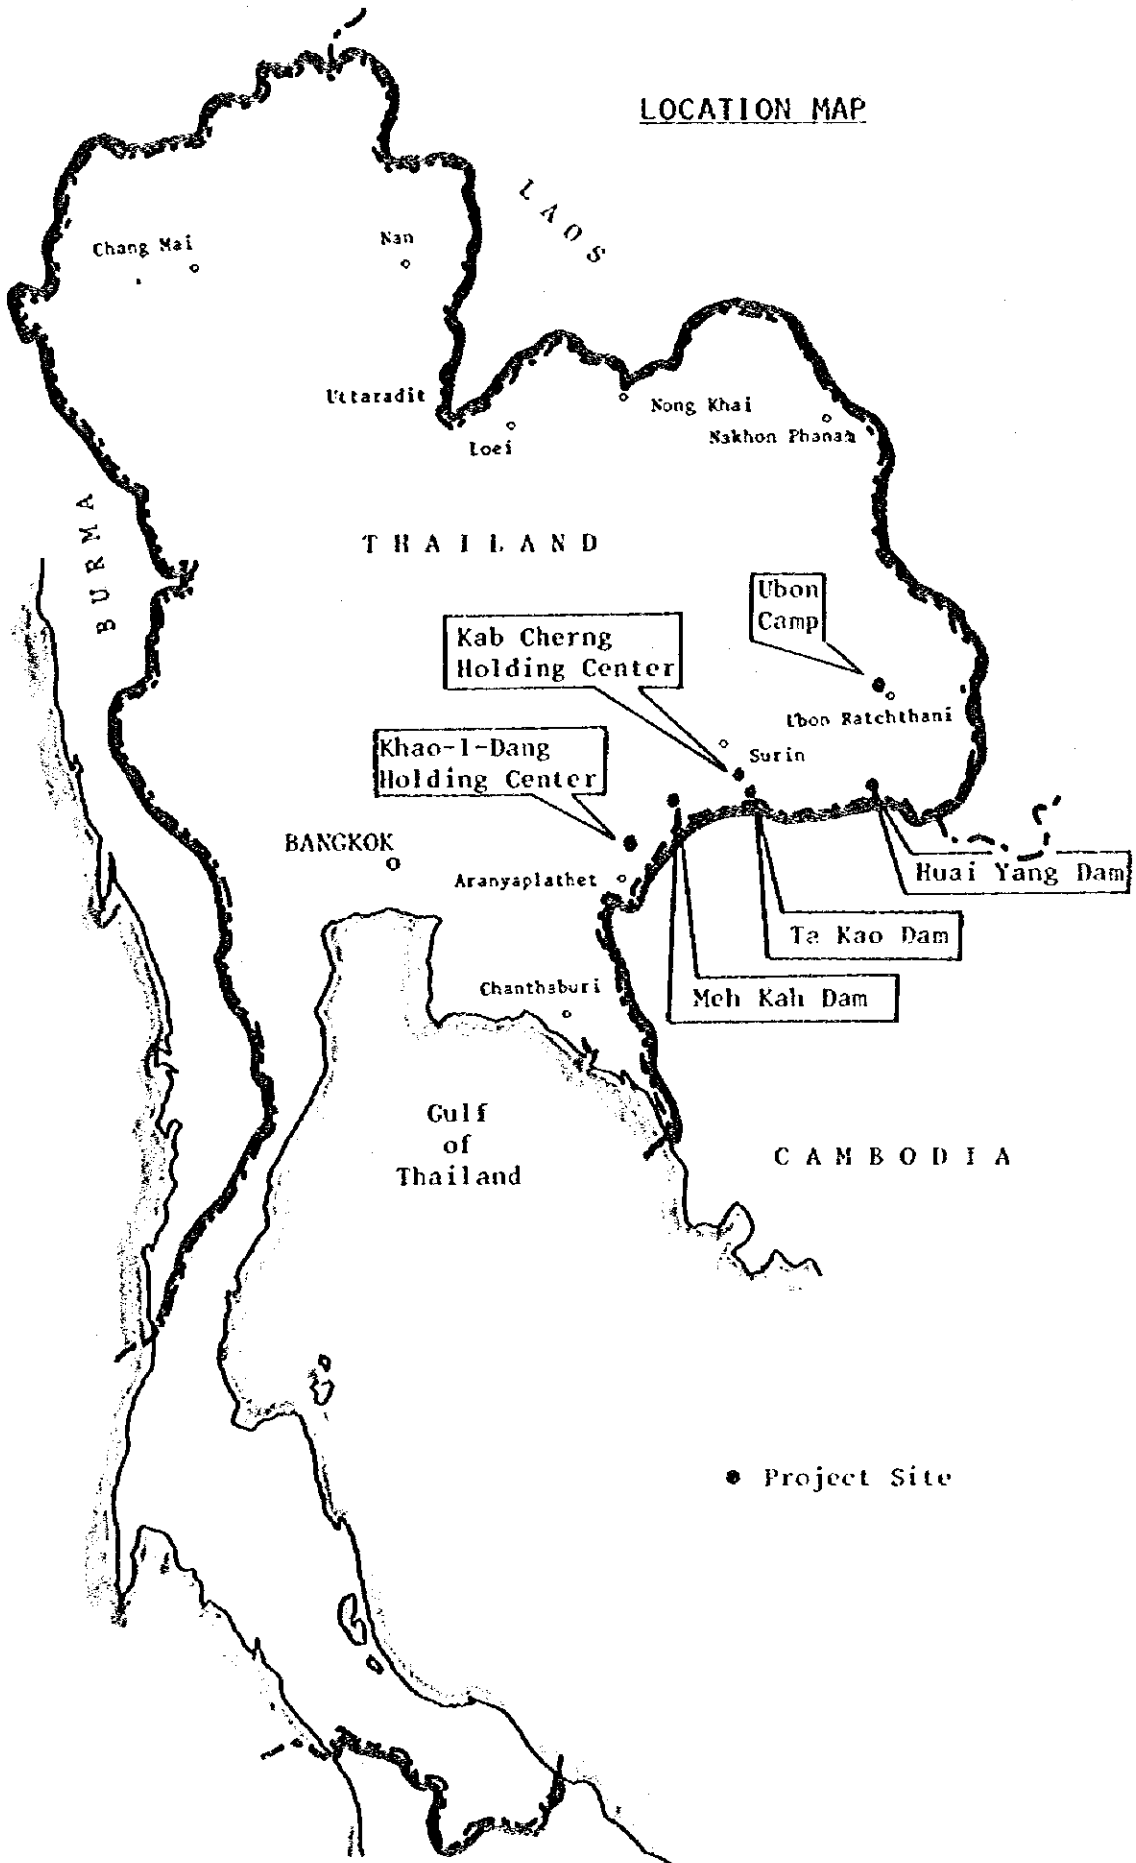 LOCATION MAP
LAOS
Chang Mai
Nan
Uttaradit
Loei
Nong Khai
Nakhon Phanam
BURMA
THAILAND
Ubon
Camp
Kab Cherng
Holding Center
Ubon Ratchthani
Khao-I-Dang
Holding Center
Surin
BANGKOK
Aranyaplathet
Huai Yang Dam
Ta Kao Dam
Chanthaburi
Meh Kah Dam
Gulf
of
Thailand
CAMBODIA
Project Site